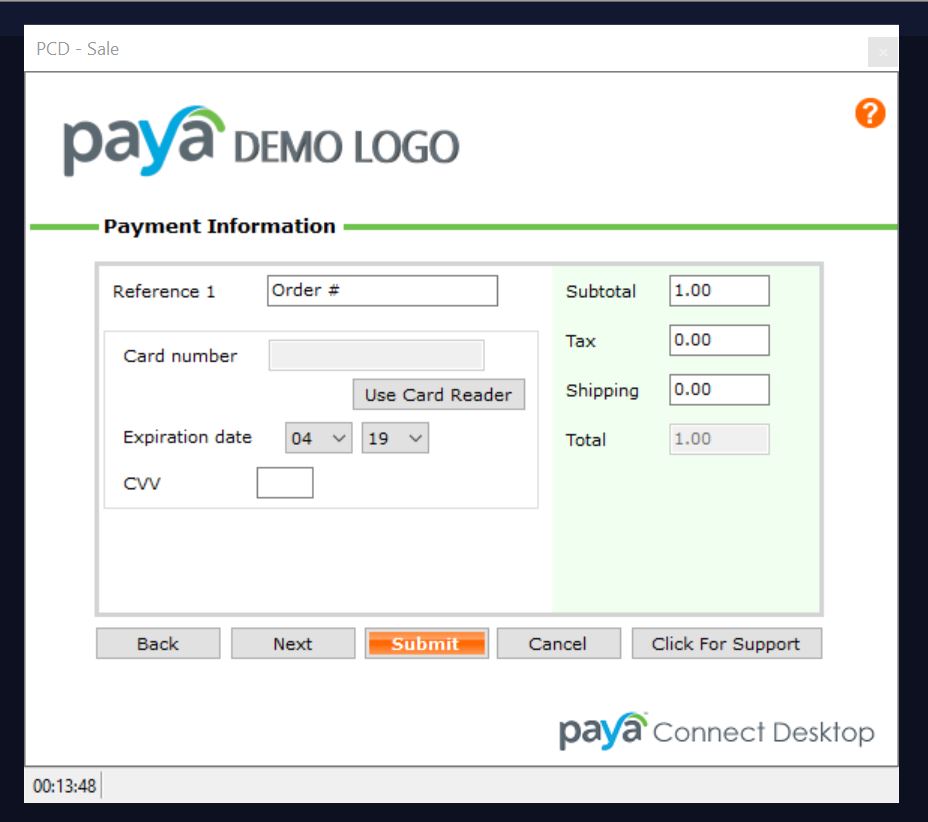 PCD - Sale
x
paya DEMO LOGO
?
Payment Information
Reference 1
Order #
Card number
Use Card Reader
Expiration date
04
19
CVV
Subtotal
1.00
Tax
0.00
Shipping
0.00
Total
1.00
Back
Next
Submit
Cancel
Click For Support
paya Connect Desktop
00:13:48